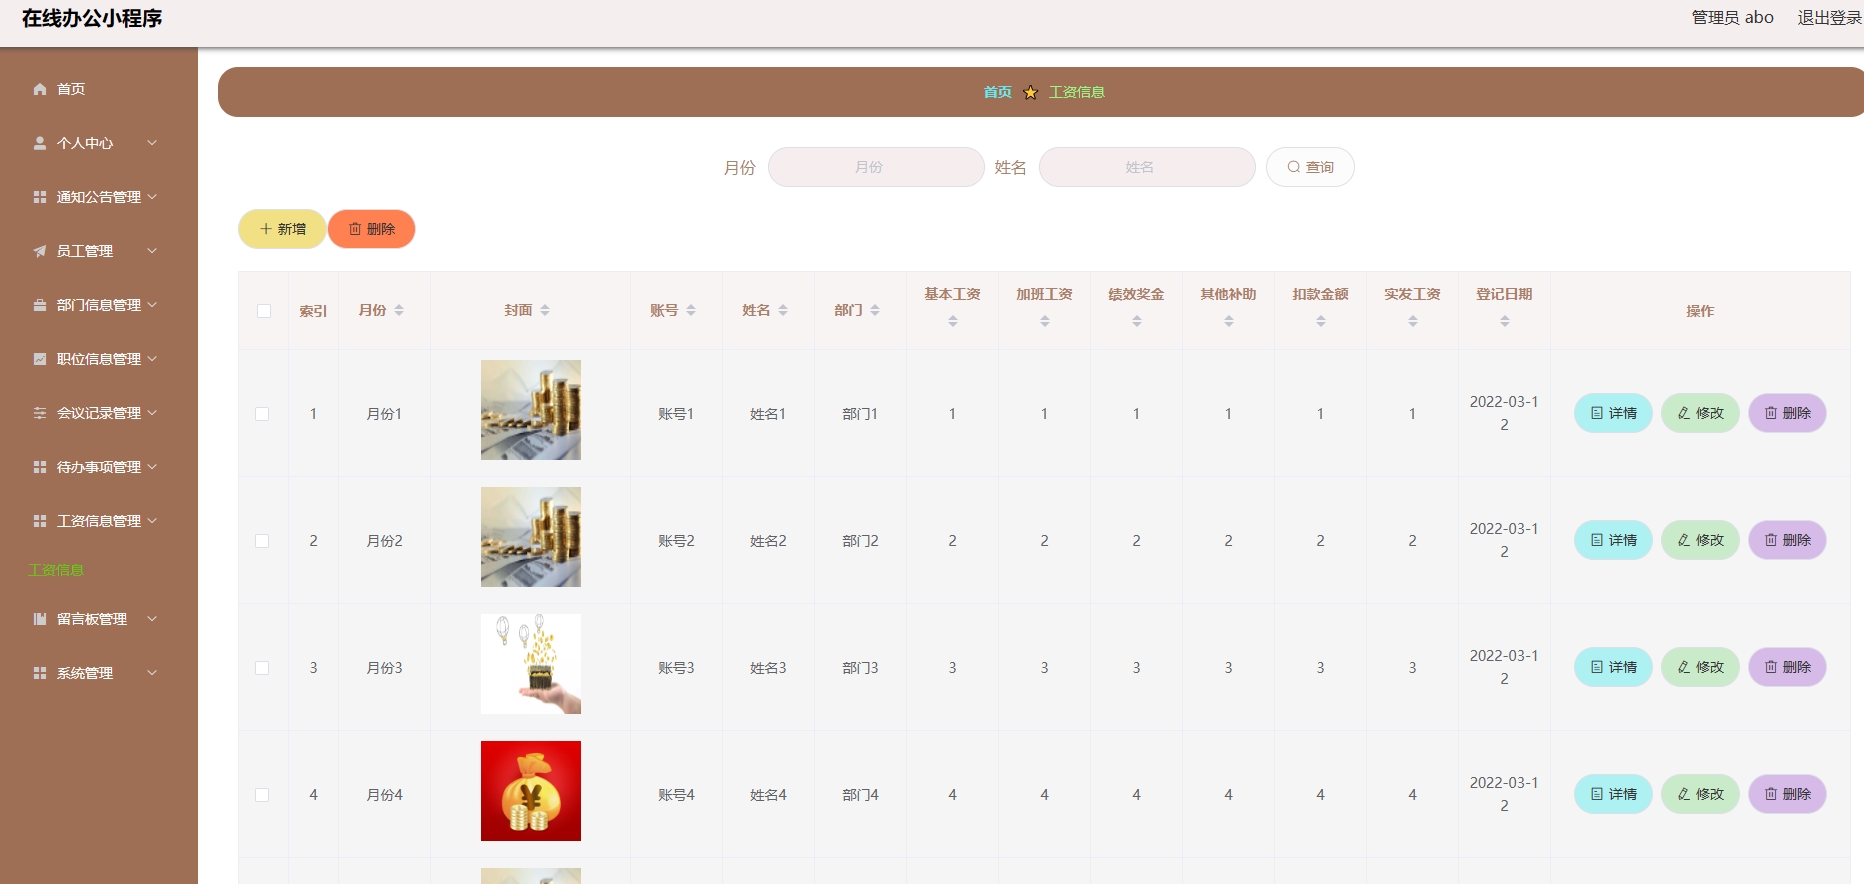 在线办公小程序
管理员 abo 退出登录
首页
个人中心
通知公告管理
员工管理
部门信息管理
职位信息管理
会议记录管理
待办事项管理
工资信息管理
工资信息
留言板管理
系统管理
首页 工资信息
月份 月份 姓名 姓名 查询
新增 删除
索引 月份 封面 账号 姓名 部门 基本工资 加班工资 绩效奖金 其他补助 扣款金额 实发工资 登记日期 操作
1 月份1 账号1 姓名1 部门1 1 1 1 1 1 1 2022-03-12 详情 修改 删除
2 月份2 账号2 姓名2 部门2 2 2 2 2 2 2 2022-03-12 详情 修改 删除
3 月份3 账号3 姓名3 部门3 3 3 3 3 3 3 2022-03-12 详情 修改 删除
4 月份4 ¥ 账号4 姓名4 部门4 4 4 4 4 4 4 2022-03-12 详情 修改 删除